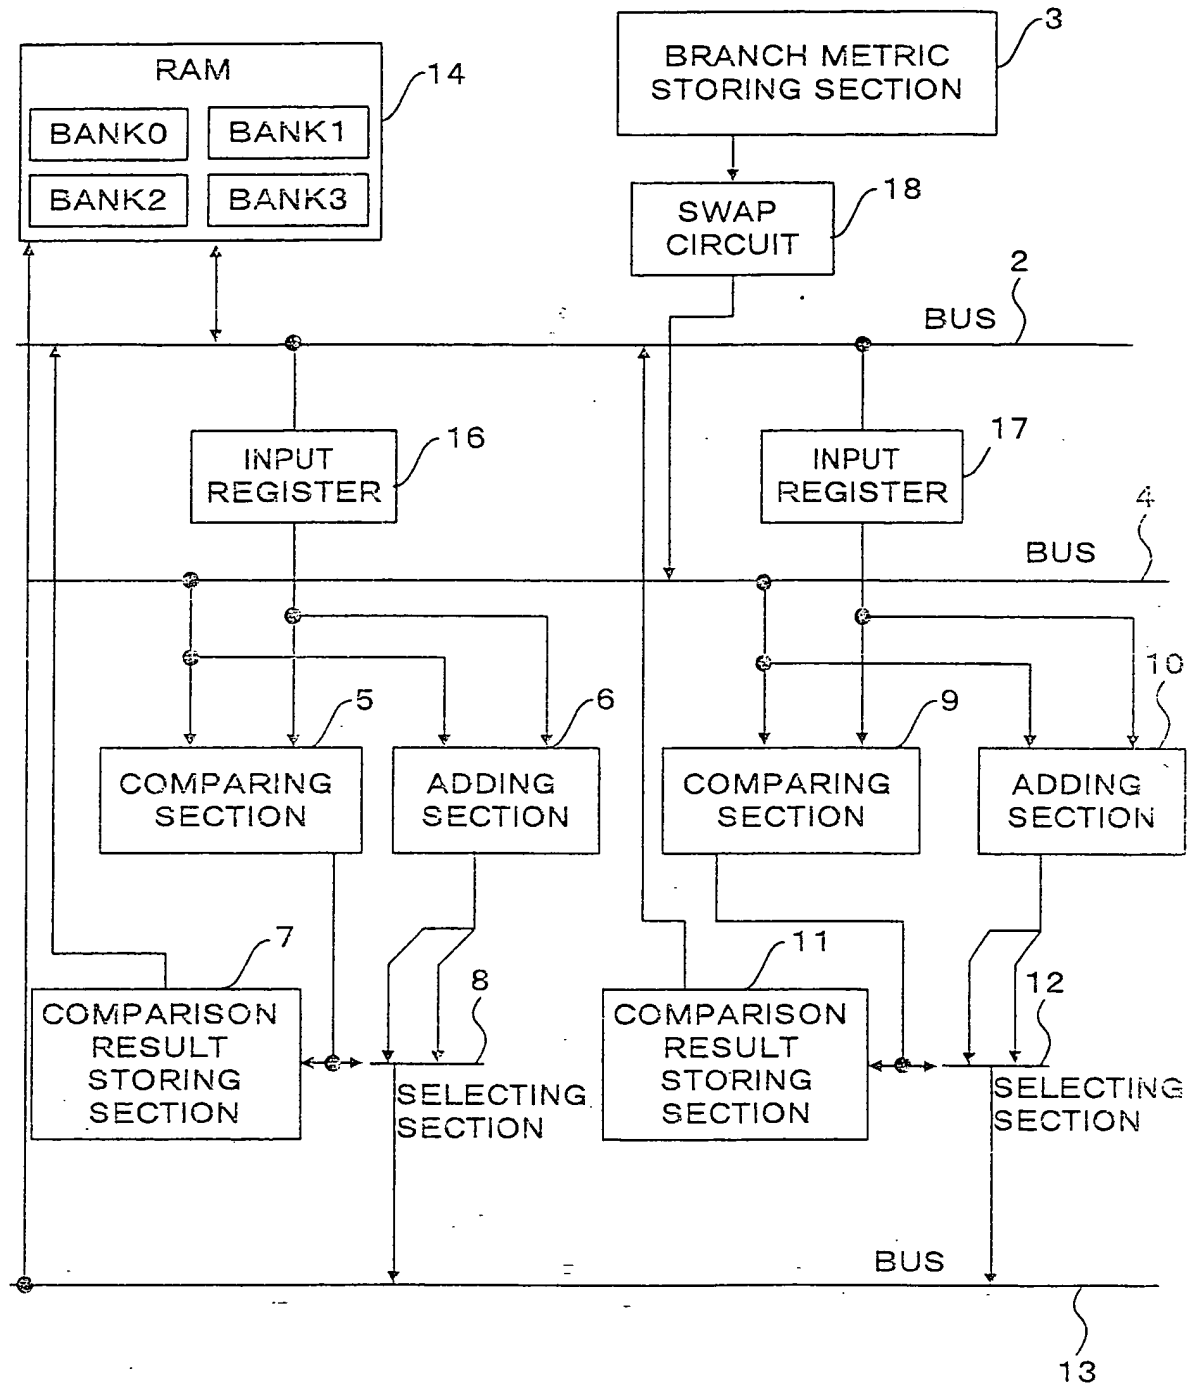 3
BRANCH METRIC
STORING SECTION
RAM
14
BANK0
BANK1
BANK2
BANK3
18
SWAP
CIRCUIT
2
BUS
16
INPUT
REGISTER
17
INPUT
REGISTER
4
BUS
5
COMPARING
SECTION
6
ADDING
SECTION
9
COMPARING
SECTION
10
ADDING
SECTION
7
COMPARISON
RESULT
STORING
SECTION
8
SELECTING
SECTION
11
COMPARISON
RESULT
STORING
SECTION
12
SELECTING
SECTION
BUS
13